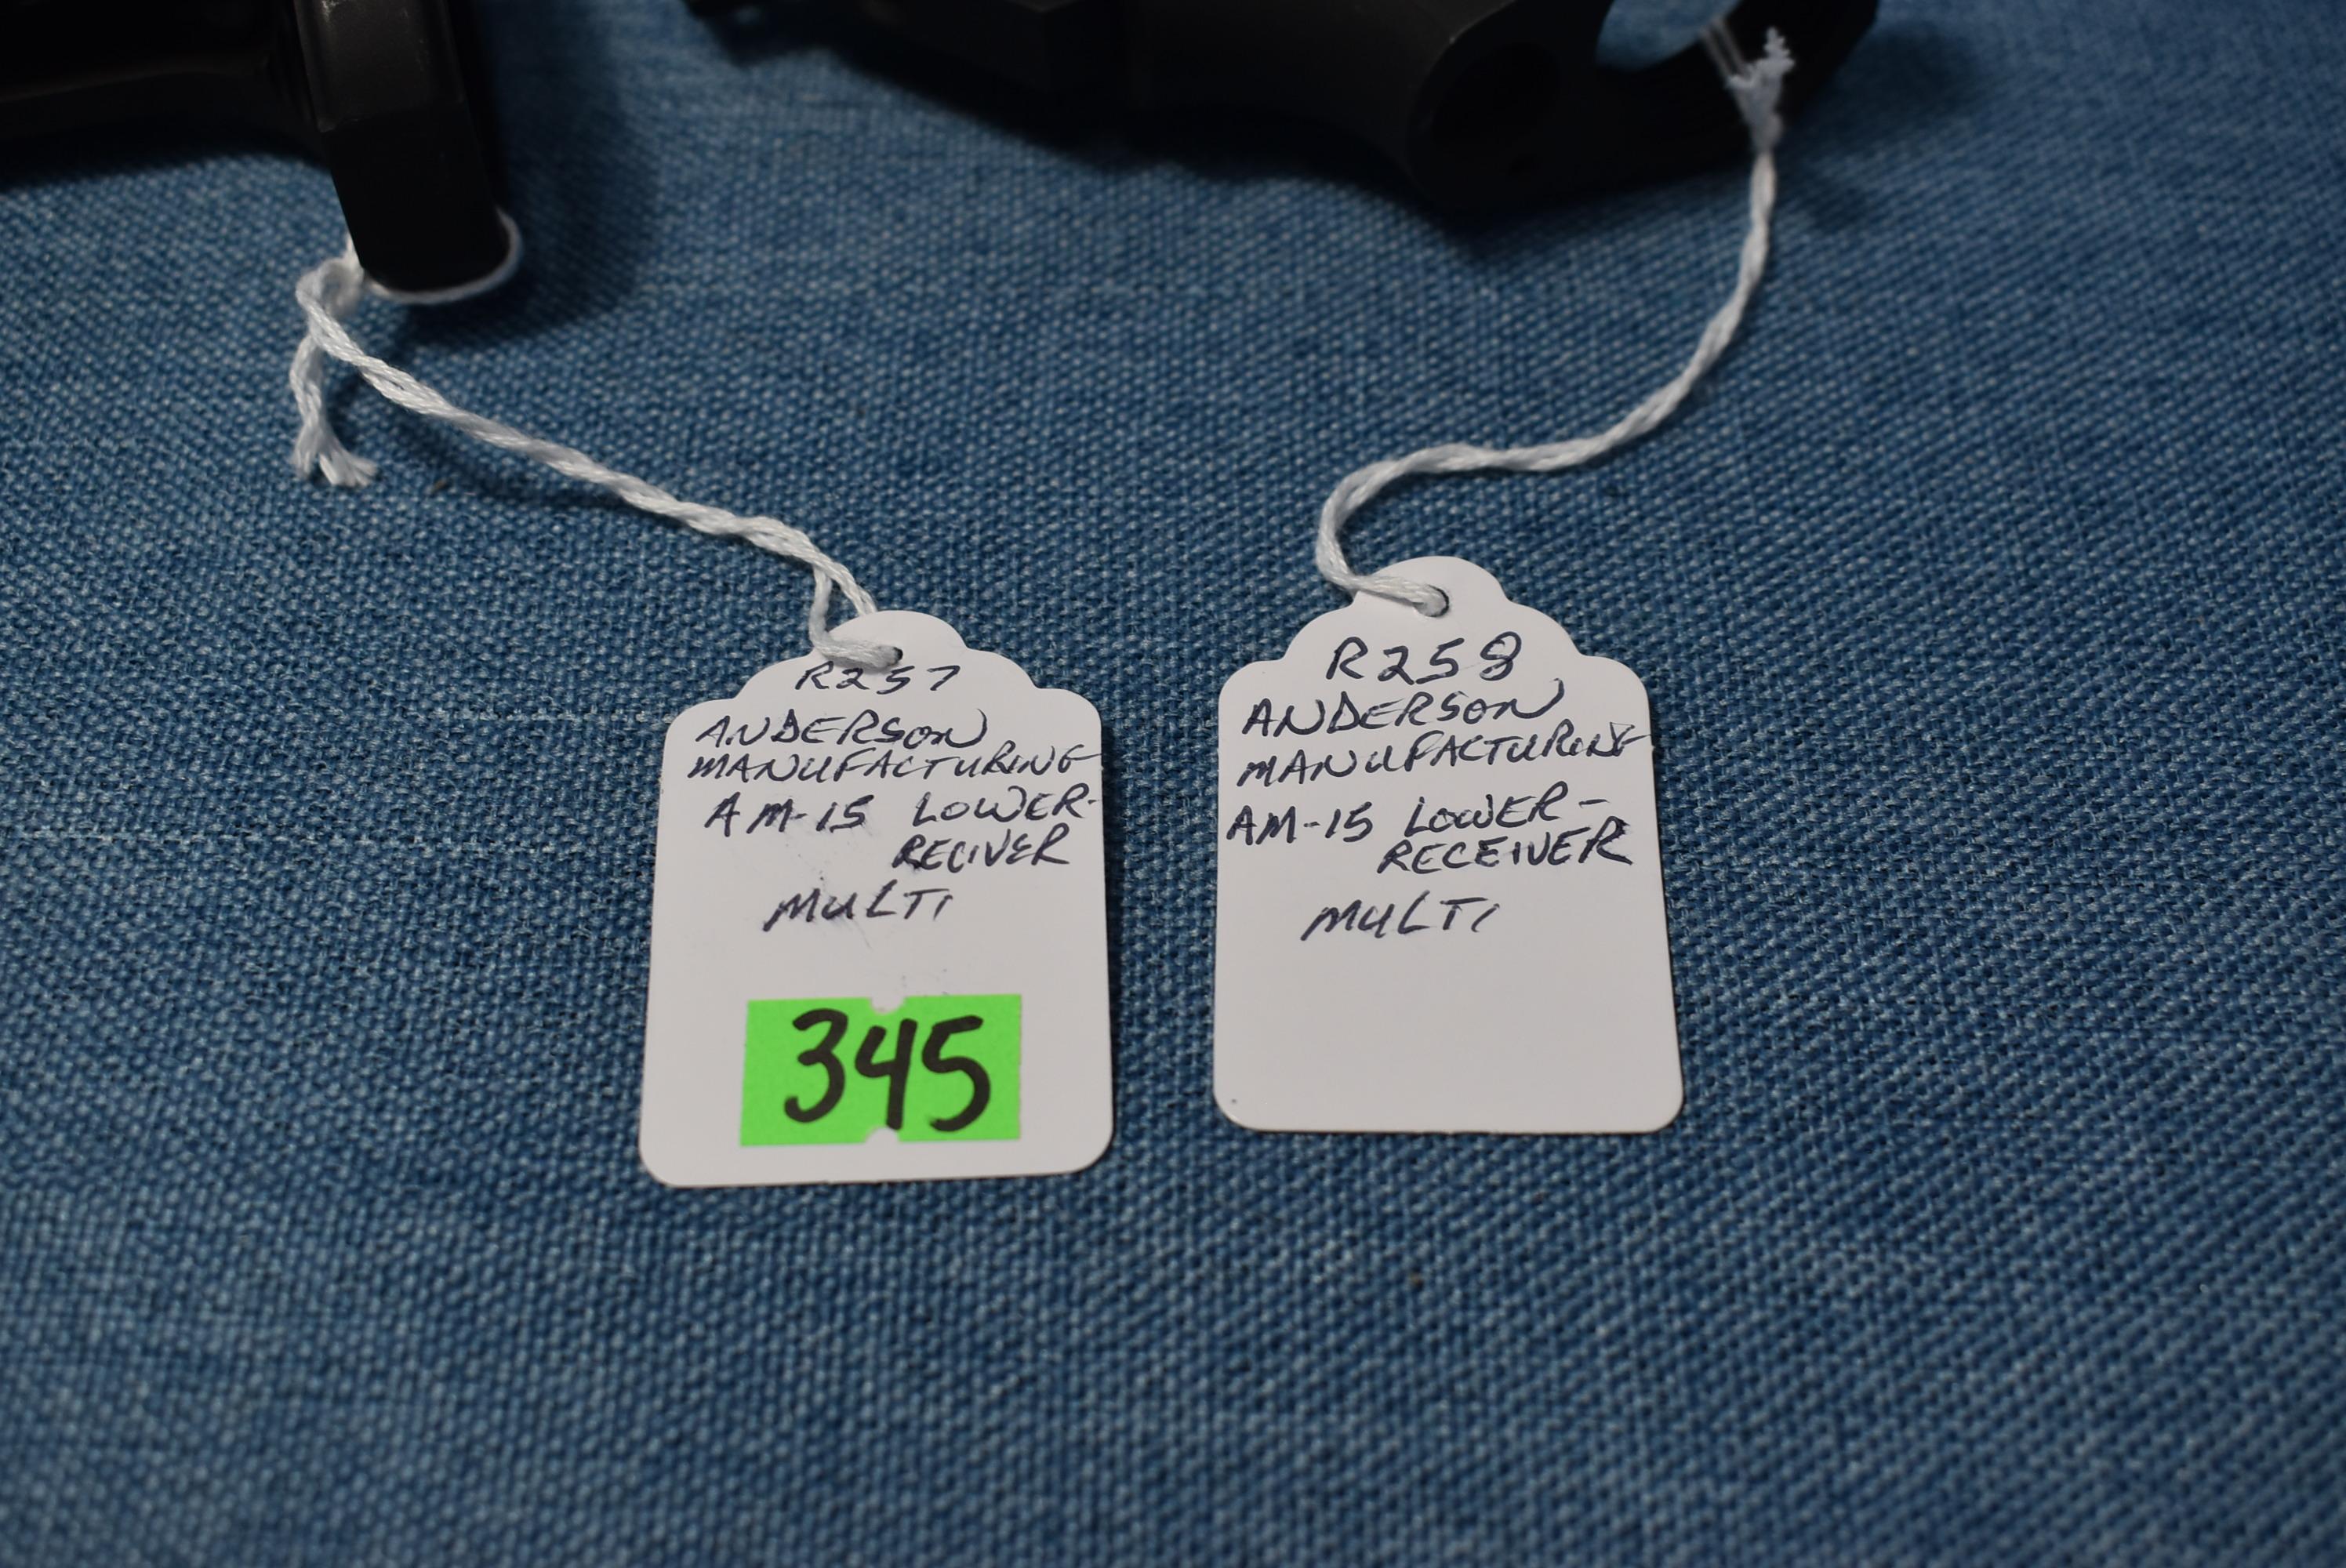 R257
ANDERSON
MANUFACTURING
AM-15 LOWER-
RECIVER
MULTI
345
R258
ANDERSON
MANUFACTURING
AM-15 LOWER-
RECEIVER
MULTI